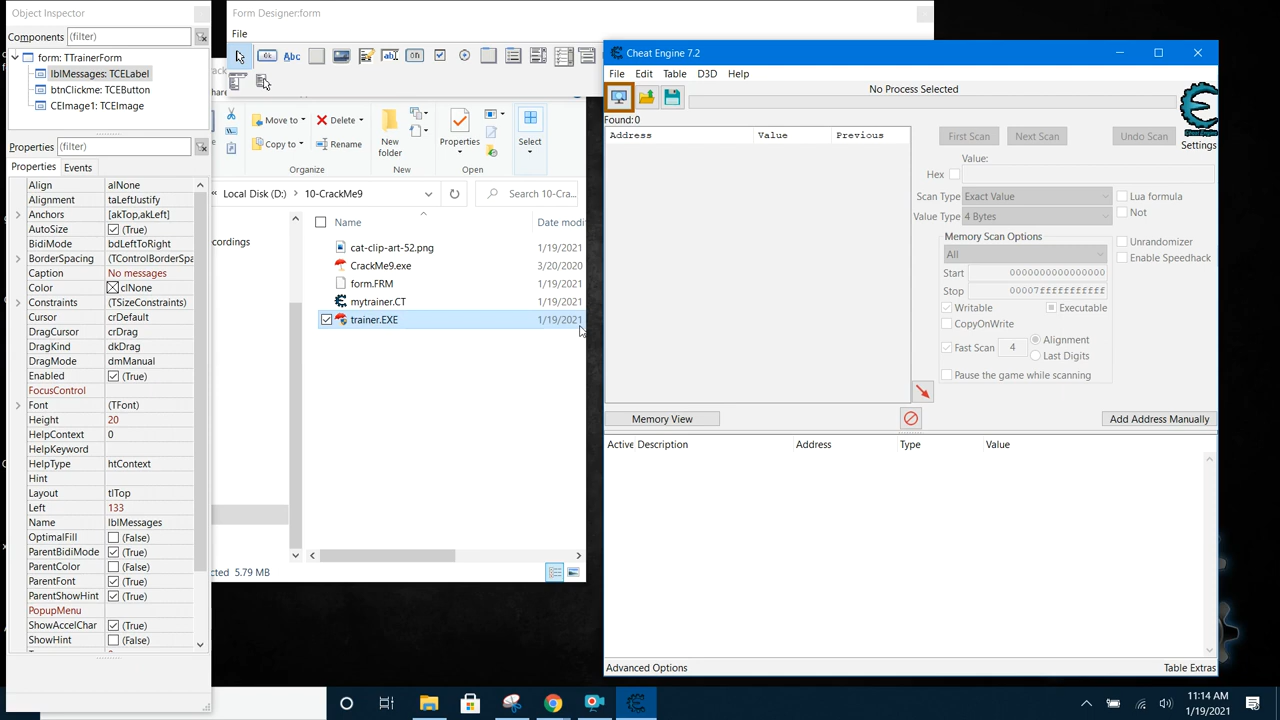 Object Inspector
Form Designer:form
Components
(filter)
File
form: TTrainerForm
lblMessages: TCELabel
btnClickme: TCEButton
CEImage1: TCEImage
Properties
(filter)
Properties
Events
Align alNone
Alignment taLeftJustify
Anchors [akTop,akLeft]
AutoSize (True)
BidiMode bdLeftToRight
BorderSpacing (TControlBorderSpa
Caption No messages
Color clNone
Constraints (TSizeConstraints)
Cursor crDefault
DragCursor crDrag
DragKind dkDrag
DragMode dmManual
Enabled (True)
FocusControl
Font (TFont)
Height 20
HelpContext 0
HelpKeyword
HelpType htContext
Hint
Layout tlTop
Left 133
Name lblMessages
OptimalFill (False)
ParentBidiMode (True)
ParentColor (False)
ParentFont (True)
ParentShowHint (True)
PopupMenu
ShowAccelChar (True)
ShowHint (False)
Ok Abc ab on
Move to
Delete
Copy to
Rename
Organize
New
folder
New
Properties
Open
Select
Local Disk (D:) > 10-CrackMe9
Search 10-Cra...
Name Date modif
cat-clip-art-52.png 1/19/2021
CrackMe9.exe 3/20/2020
form.FRM 1/19/2021
mytrainer.CT 1/19/2021
trainer.EXE 1/19/2021
ecordings
ected 5.79 MB
Cheat Engine 7.2
File Edit Table D3D Help
No Process Selected
Found:0
Address Value Previous
First Scan Next Scan Undo Scan
Settings
Value:
Hex
Scan Type Exact Value
Value Type 4 Bytes
Lua formula
Not
Memory Scan Options
All
Start 0000000000000000
Stop 00007fffffffffff
Writable Executable
CopyOnWrite
Fast Scan 4 Alignment
Last Digits
Pause the game while scanning
Unrandomizer
Enable Speedhack
Memory View
Add Address Manually
Active Description Address Type Value
Advanced Options
Table Extras
11:14 AM
1/19/2021